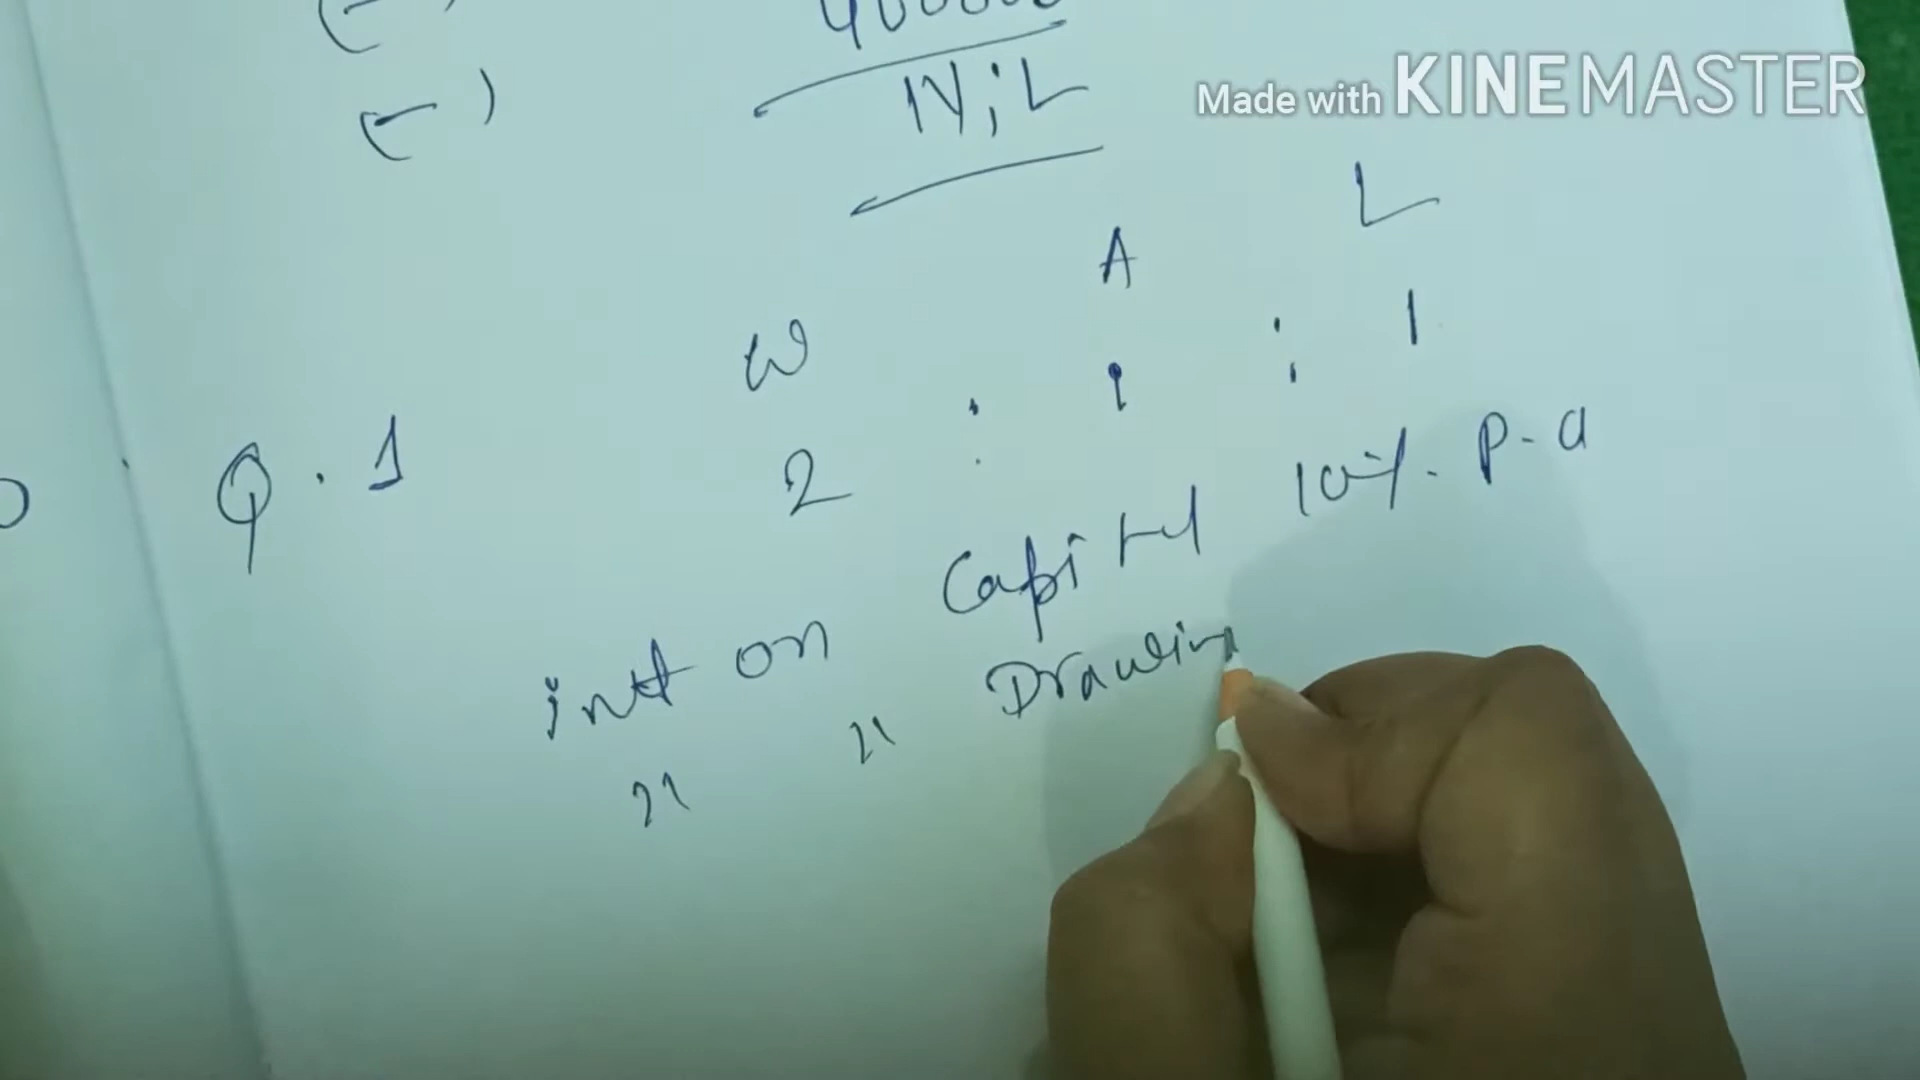 (-)
(-)
Made with KINEMASTER
NiL
W A L
Q. 1
2 : 1 : 1
int on Capital 10%. P-a
" " Drawin